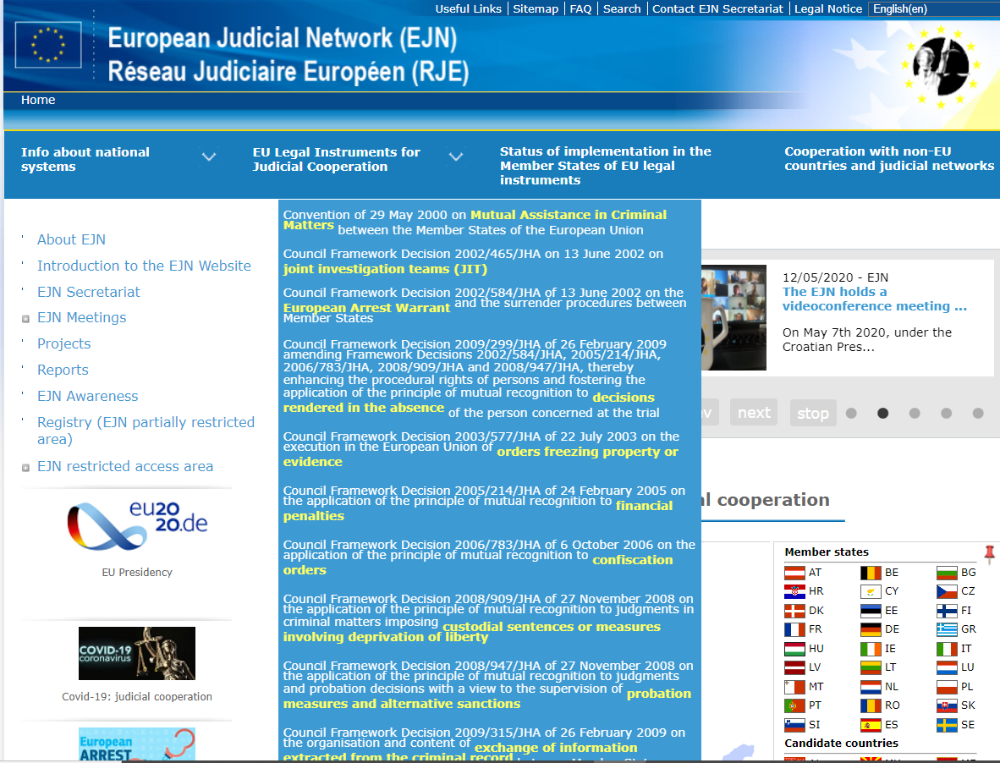 Useful Links | Sitemap | FAQ | Search | Contact EJN Secretariat | Legal Notice English(en)
European Judicial Network (EJN)
Réseau Judiciaire Européen (RJE)
Home
Info about national
systems
EU Legal Instruments for
Judicial Cooperation
Status of implementation in the
Member States of EU legal
instruments
Cooperation with non-EU
countries and judicial networks
About EJN
Introduction to the EJN Website
EJN Secretariat
EJN Meetings
Projects
Reports
EJN Awareness
Registry (EJN partially restricted
area)
EJN restricted access area
eu20
20.de
EU Presidency
COVID-19
coronavirus
Covid-19: judicial cooperation
European
ARREST
Convention of 29 May 2000 on Mutual Assistance in Criminal
Matters between the Member States of the European Union
Council Framework Decision 2002/465/JHA on 13 June 2002 on
joint investigation teams (JIT)
Council Framework Decision 2002/584/JHA of 13 June 2002 on the
European Arrest Warrant and the surrender procedures between
Member States
Council Framework Decision 2009/299/JHA of 26 February 2009
amending Framework Decisions 2002/584/JHA, 2005/214/JHA,
2006/783/JHA, 2008/909/JHA and 2008/947/JHA, thereby
enhancing the procedural rights of persons and fostering the
application of the principle of mutual recognition to decisions
rendered in the absence of the person concerned at the trial
Council Framework Decision 2003/577/JHA of 22 July 2003 on the
execution in the European Union of orders freezing property or
evidence
Council Framework Decision 2005/214/JHA of 24 February 2005 on
the application of the principle of mutual recognition to financial
penalties
Council Framework Decision 2006/783/JHA of 6 October 2006 on the
application of the principle of mutual recognition to confiscation
orders
Council Framework Decision 2008/909/JHA of 27 November 2008 on
the application of the principle of mutual recognition to judgments in
criminal matters imposing custodial sentences or measures
involving deprivation of liberty
Council Framework Decision 2008/947/JHA of 27 November 2008 on
the application of the principle of mutual recognition to judgments
and probation decisions with a view to the supervision of probation
measures and alternative sanctions
Council Framework Decision 2009/315/JHA of 26 February 2009 on
the organisation and content of exchange of information
extracted from the criminal record
12/05/2020 - EJN
The EJN holds a
videoconference meeting ...
On May 7th 2020, under the
Croatian Pres...
next stop
cooperation
Member states
AT BE BG
HR CY CZ
DK EE FI
FR DE GR
HU IE IT
LV LT LU
MT NL PL
PT RO SK
SI ES SE
Candidate countries